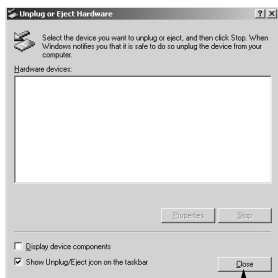 Unplug or Eject Hardware
Select the device you want to unplug or eject, and then click Stop. When
Windows notifies you that it is safe to do so unplug the device from your
computer.
Hardware devices:
Properties
Stop
Display device components
Show Unplug/Eject icon on the taskbar
Close